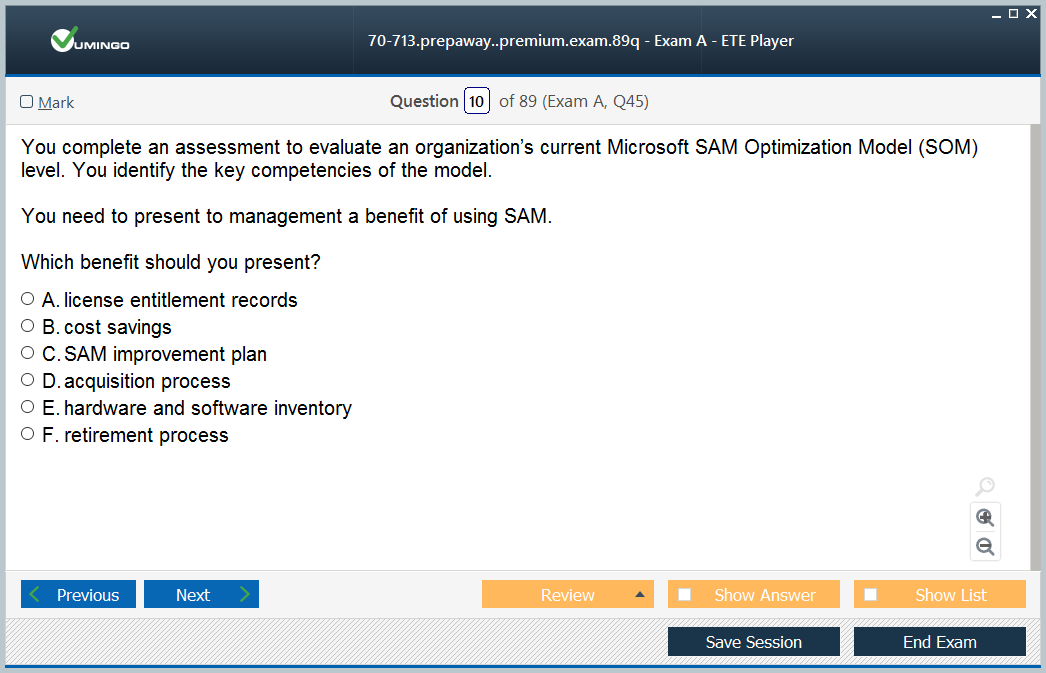 VUMINGO
70-713.prepaway..premium.exam.89q - Exam A - ETE Player
Mark
Question 10 of 89 (Exam A, Q45)
You complete an assessment to evaluate an organization’s current Microsoft SAM Optimization Model (SOM)
level. You identify the key competencies of the model.
You need to present to management a benefit of using SAM.
Which benefit should you present?
A. license entitlement records
B. cost savings
C. SAM improvement plan
D. acquisition process
E. hardware and software inventory
F. retirement process
Previous Next Review Show Answer Show List
Save Session End Exam